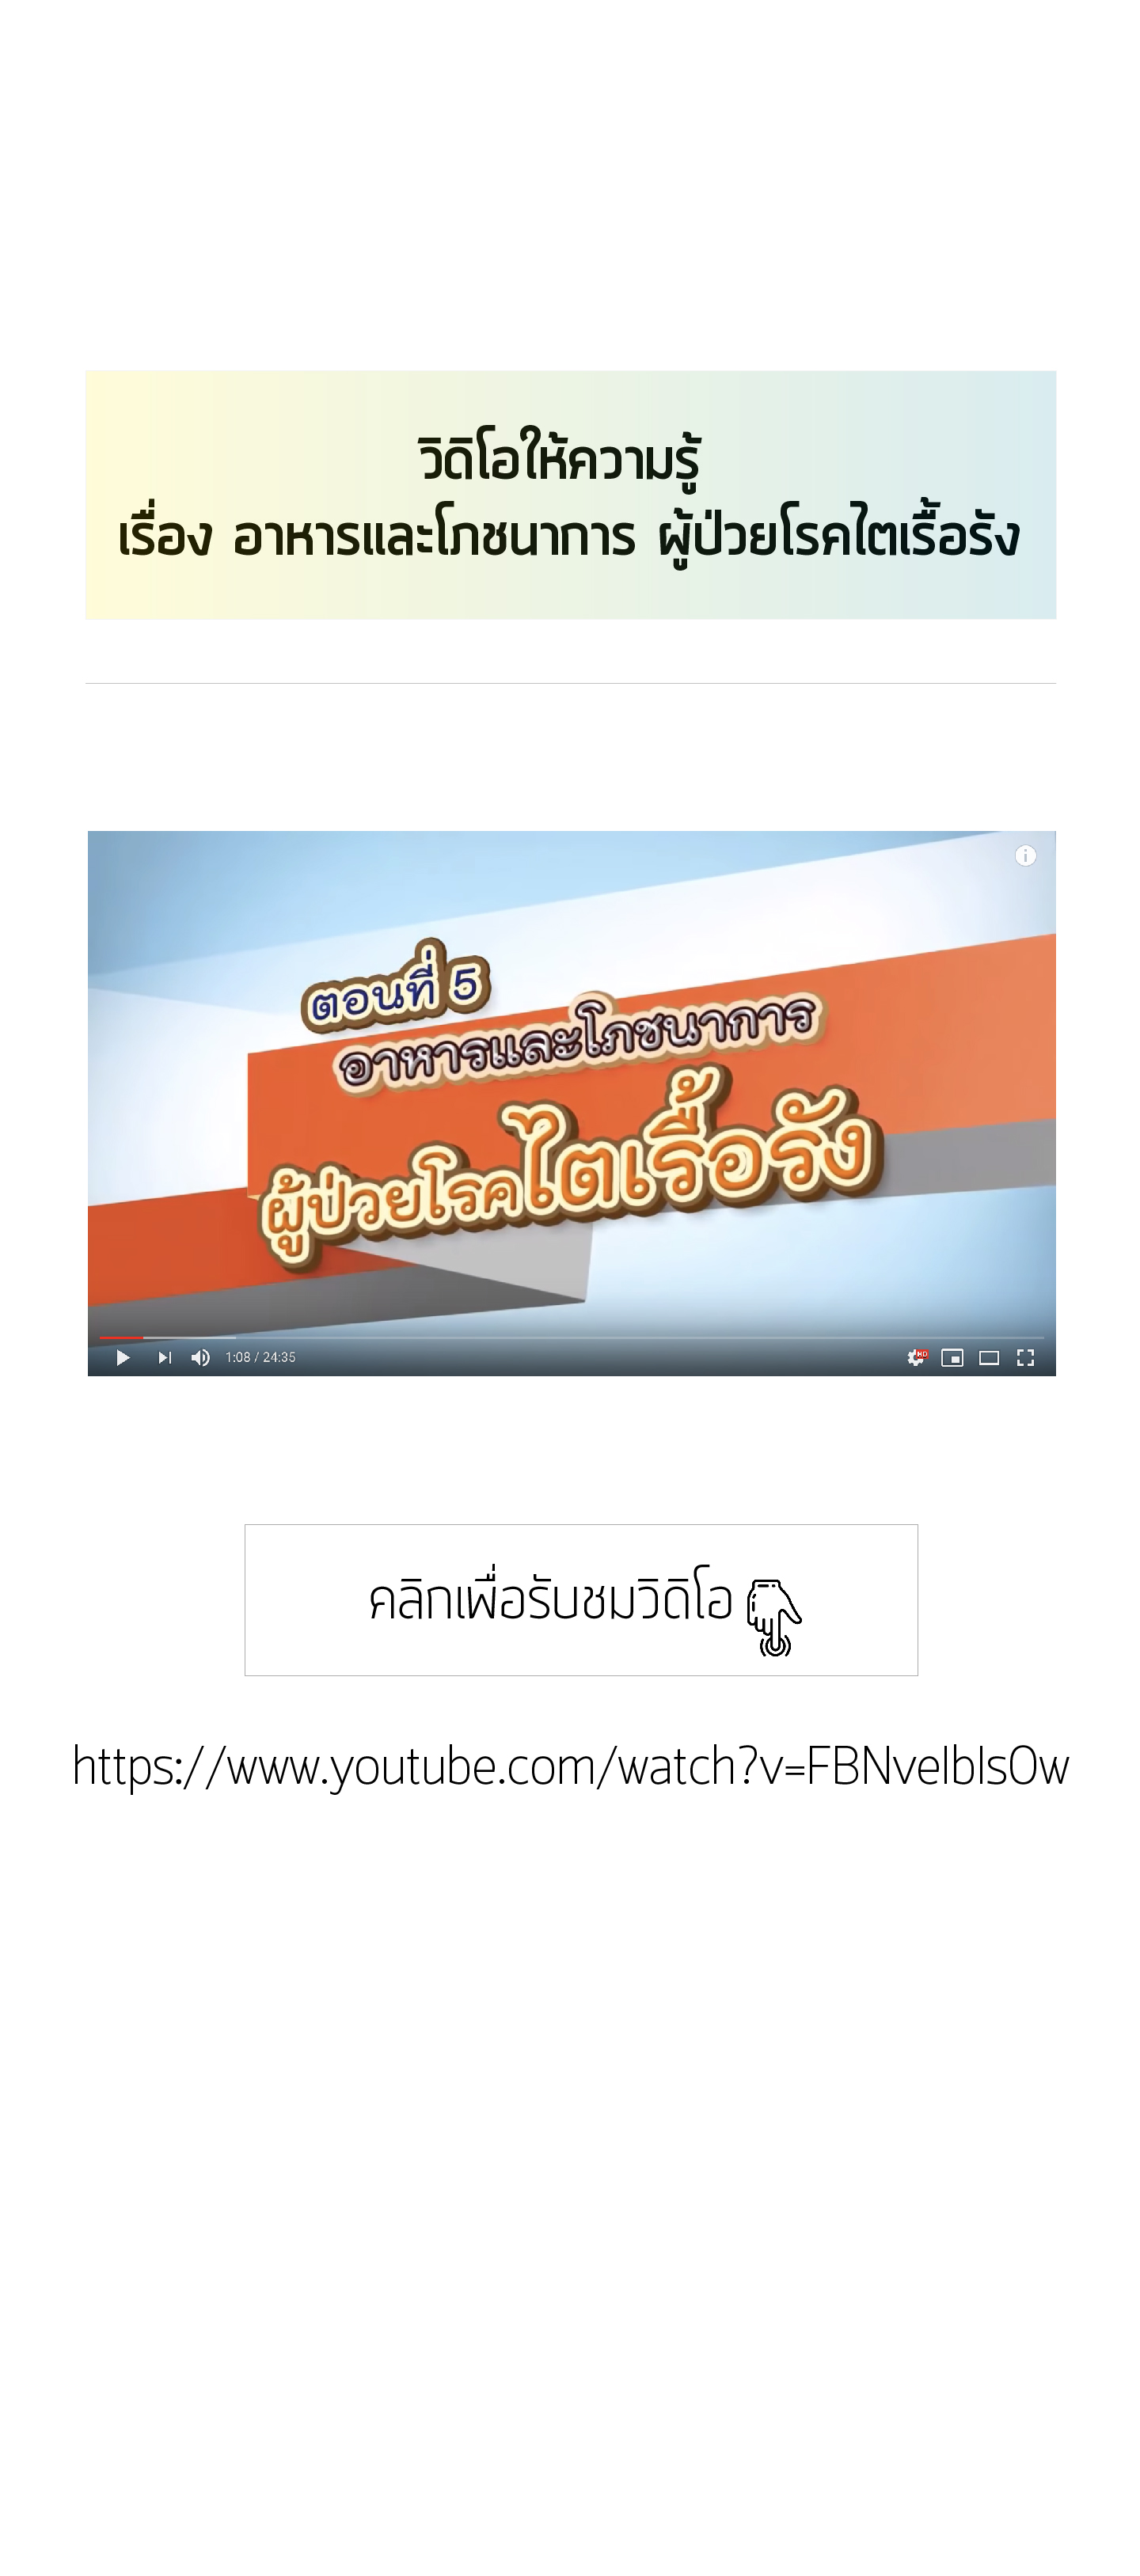 วิดิโอให้ความรู้
เรื่อง อาหารและโภชนาการ ผู้ป่วยโรคไตเรื้อรัง
ตอนที่ 5
อาหารและโภชนาการ
ผู้ป่วยโรคไตเรื้อรัง
1:08 / 24:35
HD
คลิกเพื่อรับชมวิดิโอ
https://www.youtube.com/watch?v=FBNvelbIsOw